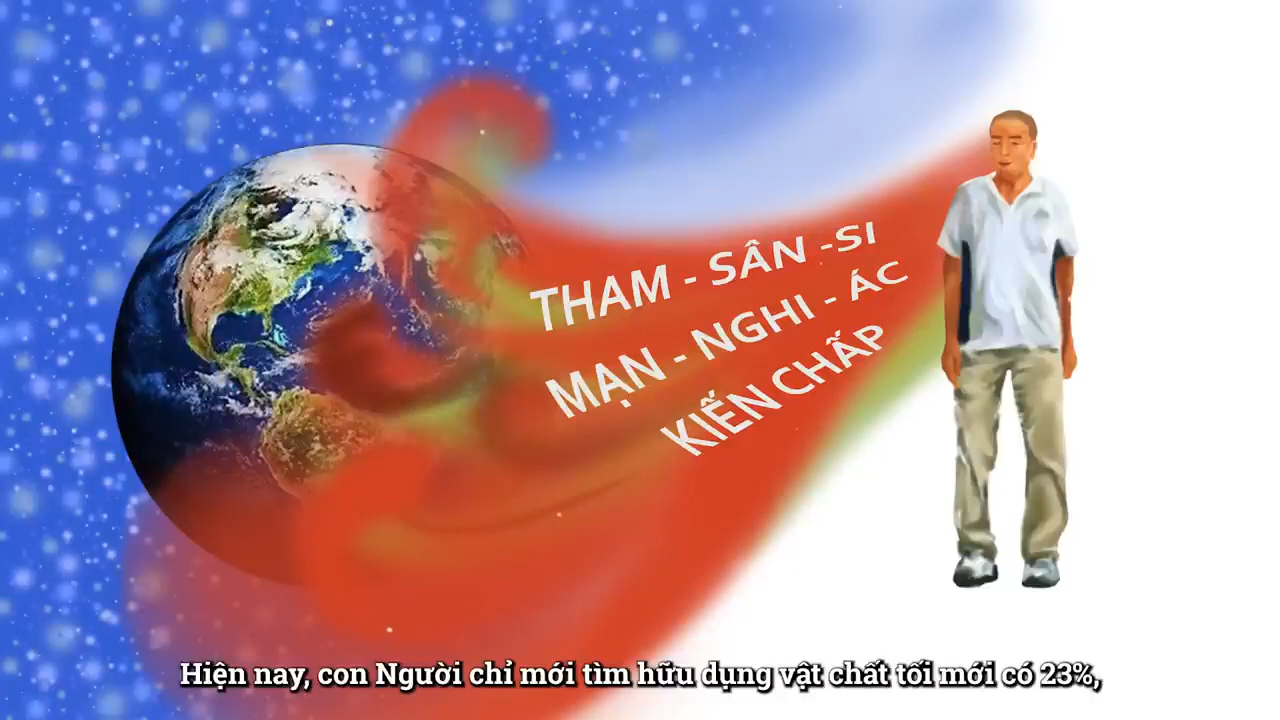 THAM - SÂN -SI
MẠN - NGHI - ÁC
KIẾN CHẤP
Hiện nay, con Người chỉ mới tìm hữu dụng vật chất tối mới có 23%,